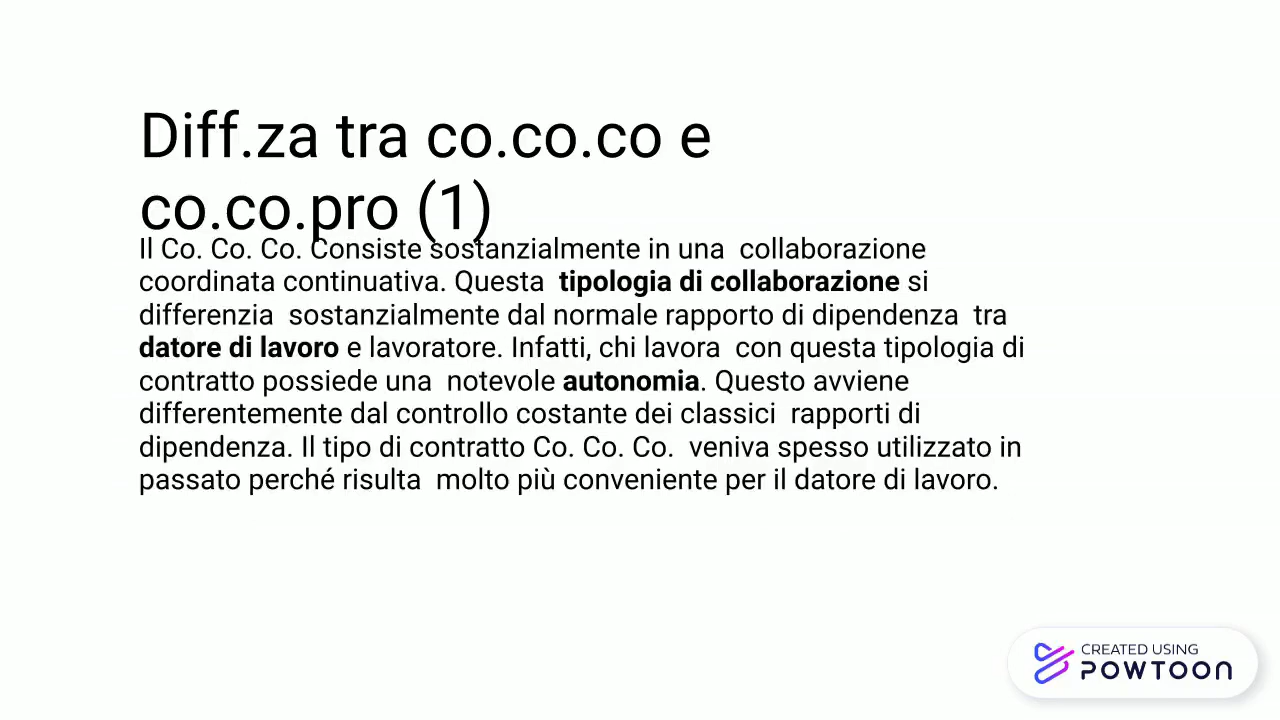 Diff.za tra co.co.co e
co.co.pro (1)
Il Co. Co. Co. Consiste sostanzialmente in una collaborazione
coordinata continuativa. Questa tipologia di collaborazione si
differenzia sostanzialmente dal normale rapporto di dipendenza tra
datore di lavoro e lavoratore. Infatti, chi lavora con questa tipologia di
contratto possiede una notevole autonomia. Questo avviene
differentemente dal controllo costante dei classici rapporti di
dipendenza. Il tipo di contratto Co. Co. Co. veniva spesso utilizzato in
passato perché risulta molto più conveniente per il datore di lavoro.
CREATED USING
POWTOON